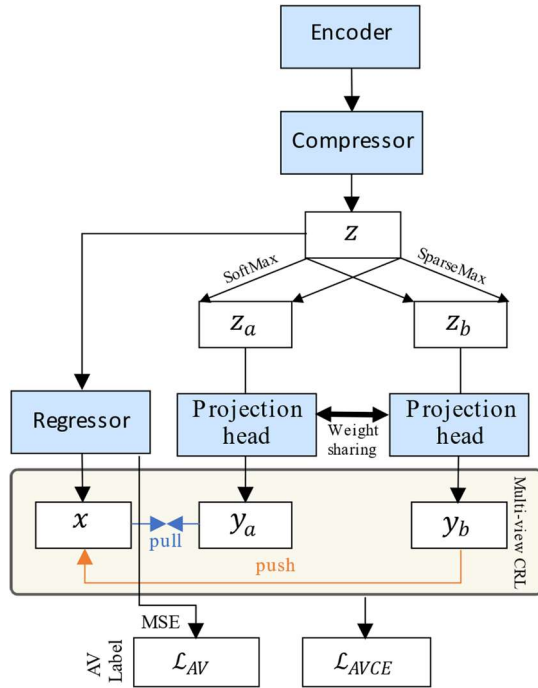 Encoder
Compressor
z
SoftMax
SparseMax
z_a
z_b
Regressor
Projection
head
Weight
sharing
Projection
head
x
pull
y_a
y_b
push
Multi-view CRL
MSE
AV
Label
ℒ_AV
ℒ_AVCE